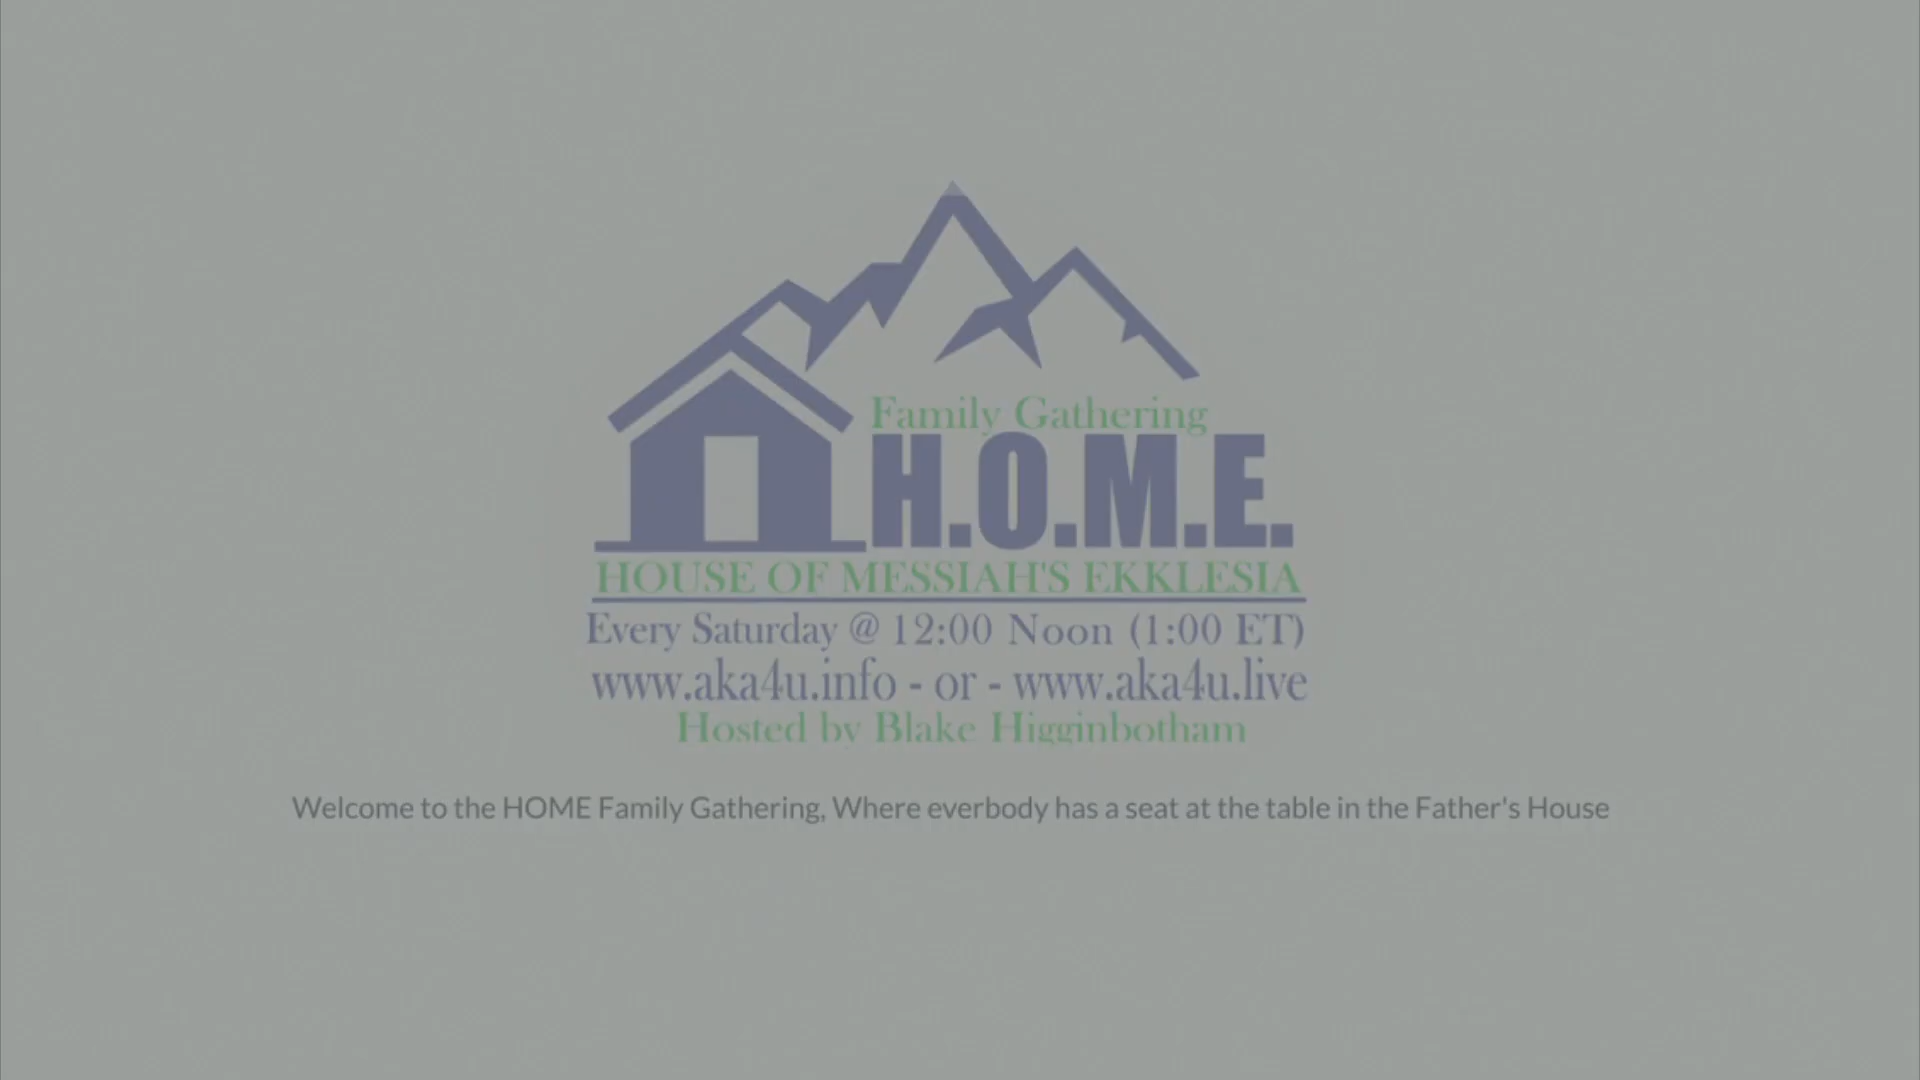 Family Gathering
H.O.M.E.
HOUSE OF MESSIAH'S EKKLESIA
Every Saturday @ 12:00 Noon (1:00 ET)
www.aka4u.info - or - www.aka4u.live
Hosted by Blake Higginbotham
Welcome to the HOME Family Gathering, Where everbody has a seat at the table in the Father's House